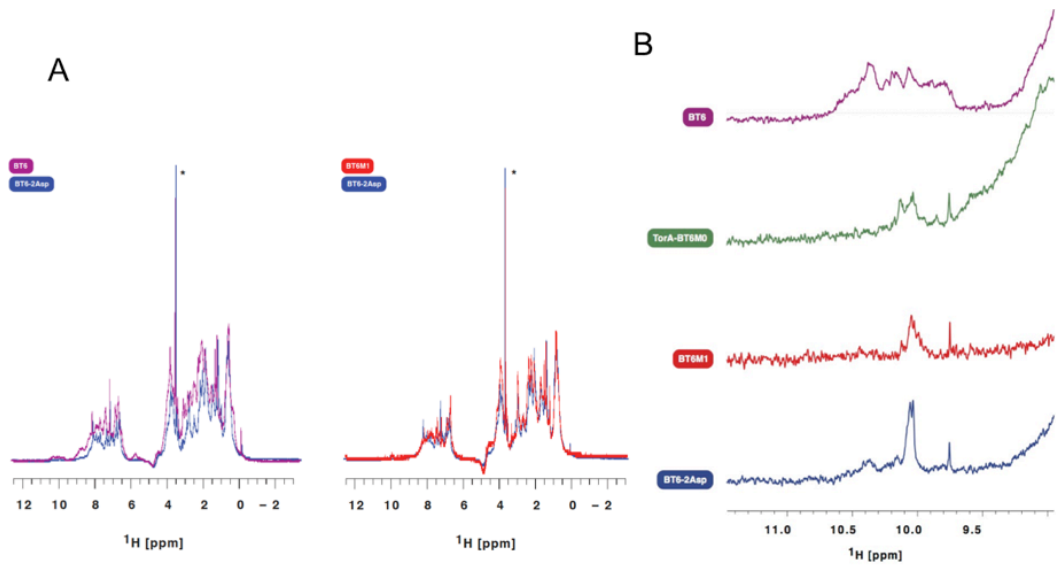 A
B
BT6
BT6-2Asp
*
BT6M1
BT6-2Asp
*
BT6
TorA-BT6M0
BT6M1
BT6-2Asp
12 10 8 6 4 2 0 – 2
12 10 8 6 4 2 0 – 2
11.0 10.5 10.0 9.5
¹H [ppm]
¹H [ppm]
¹H [ppm]